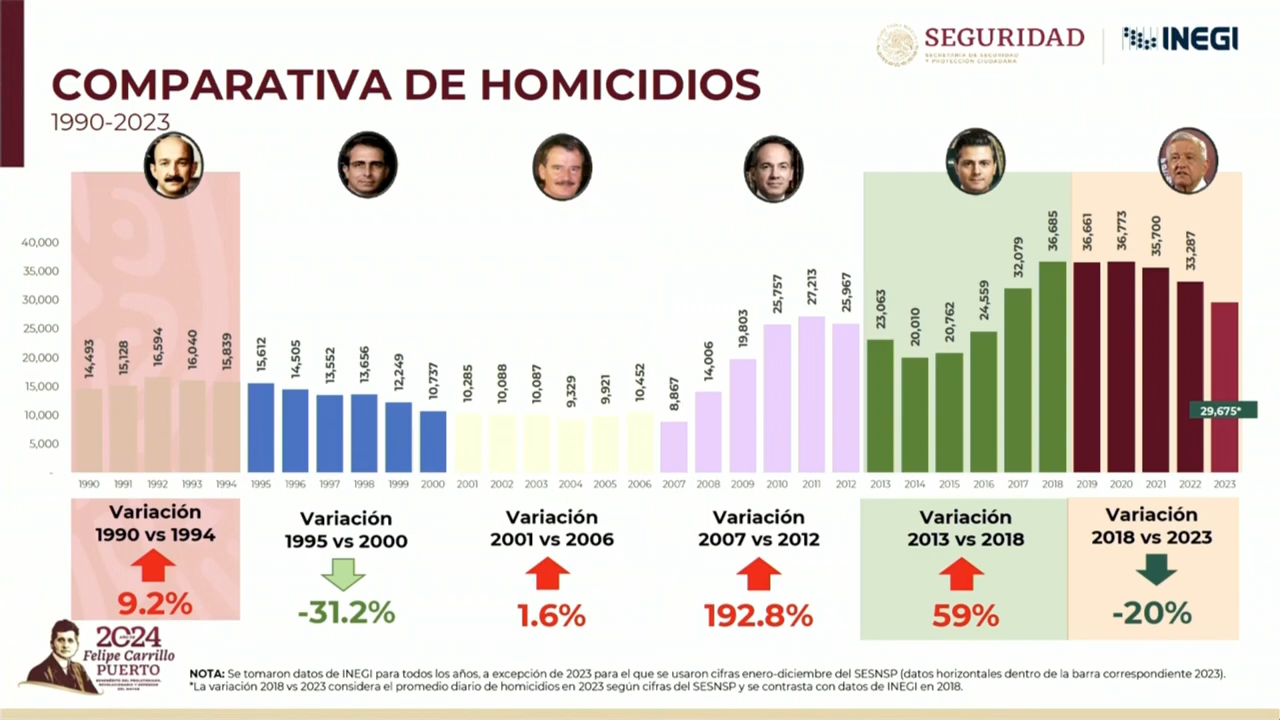 SEGURIDAD
SECRETARÍA DE SEGURIDAD
Y PROTECCIÓN CIUDADANA
INEGI
COMPARATIVA DE HOMICIDIOS
1990-2023
40,000
35,000
30,000
25,000
20,000
15,000
10,000
5,000
-
14,493
15,128
16,594
16,040
15,839
15,612
14,505
13,552
13,656
12,249
10,737
10,285
10,088
10,087
9,329
9,921
10,452
8,867
14,006
19,803
25,757
27,213
25,967
23,063
20,010
20,762
24,559
32,079
36,685
36,661
36,773
35,700
33,287
29,675*
1990 1991 1992 1993 1994 1995 1996 1997 1998 1999 2000 2001 2002 2003 2004 2005 2006 2007 2008 2009 2010 2011 2012 2013 2014 2015 2016 2017 2018 2019 2020 2021 2022 2023
Variación
1990 vs 1994
9.2%
Variación
1995 vs 2000
-31.2%
Variación
2001 vs 2006
1.6%
Variación
2007 vs 2012
192.8%
Variación
2013 vs 2018
59%
Variación
2018 vs 2023
-20%
2024
Felipe Carrillo
PUERTO
BENEMÉRITO DEL PROLETARIADO,
REVOLUCIONARIO Y DEFENSOR
DEL MAYAB
NOTA: Se tomaron datos de INEGI para todos los años, a excepción de 2023 para el que se usaron cifras enero-diciembre del SESNSP (datos horizontales dentro de la barra correspondiente 2023).
*La variación 2018 vs 2023 considera el promedio diario de homicidios en 2023 según cifras del SESNSP y se contrasta con datos de INEGI en 2018.